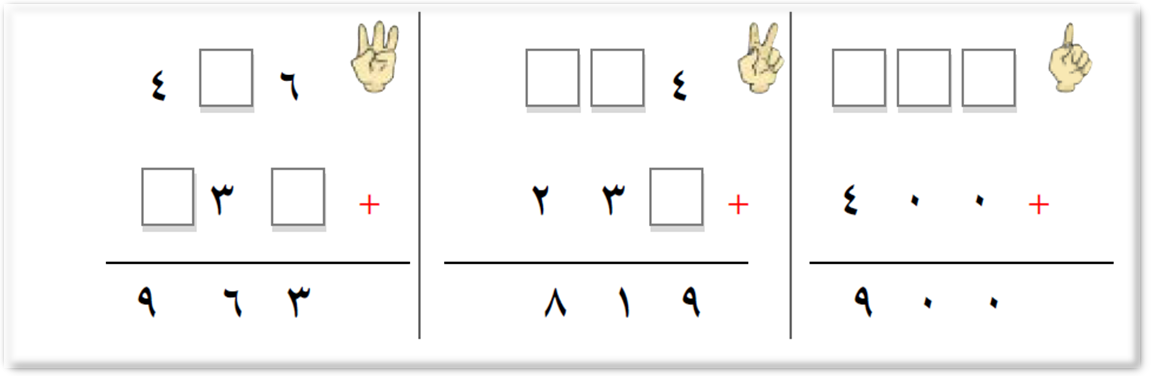 □ □ □
٤ ٠ ٠ +
٩ ٠ ٠
□ □ ٤
٢ ٣ □ +
٨ ١ ٩
٤ □ ٦
□ ٣ □ +
٩ ٦ ٣